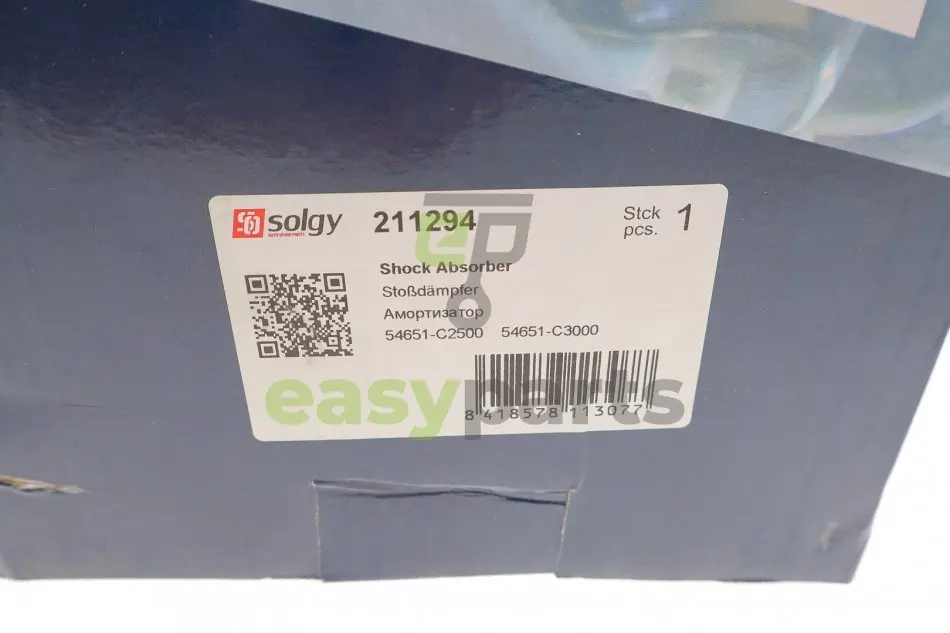 solgy 211294 Stck pcs. 1
AUTO SPARE PARTS
Shock Absorber
Stoßdämpfer
Амортизатор
54651-C2500 54651-C3000
8 418578 113077
ep
easyparts